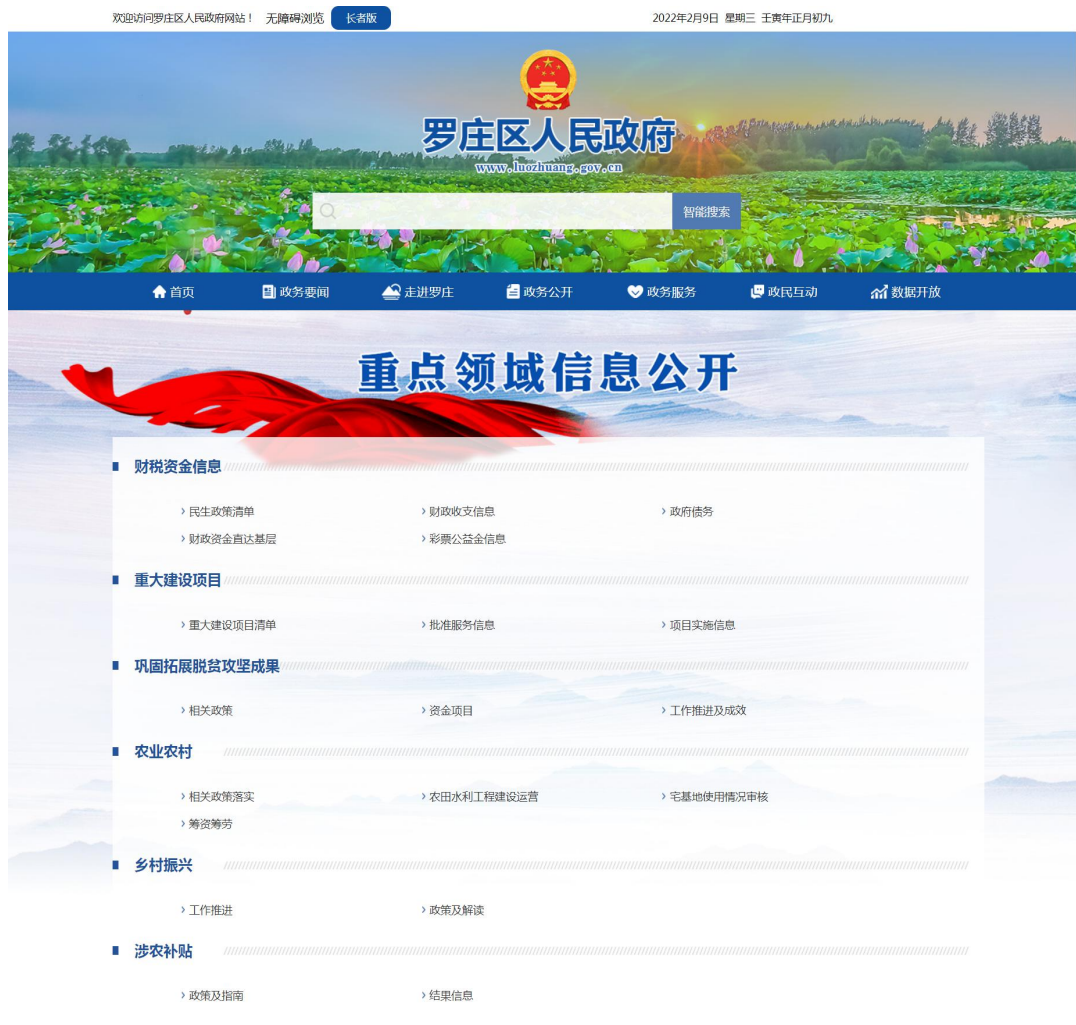 欢迎访问罗庄区人民政府网站！ 无障碍浏览 长者版 2022年2月9日 星期三 壬寅年正月初九
罗庄区人民政府
www.luozhuang.gov.cn
智能搜索
首页 政务要闻 走进罗庄 政务公开 政务服务 政民互动 数据开放
重点领域信息公开
财税资金信息
民生政策清单 财政收支信息 政府债务
财政资金直达基层 彩票公益金信息
重大建设项目
重大建设项目清单 批准服务信息 项目实施信息
巩固拓展脱贫攻坚成果
相关政策 资金项目 工作推进及成效
农业农村
相关政策落实 农田水利工程建设运营 宅基地使用情况审核
筹资筹劳
乡村振兴
工作推进 政策及解读
涉农补贴
政策及指南 结果信息